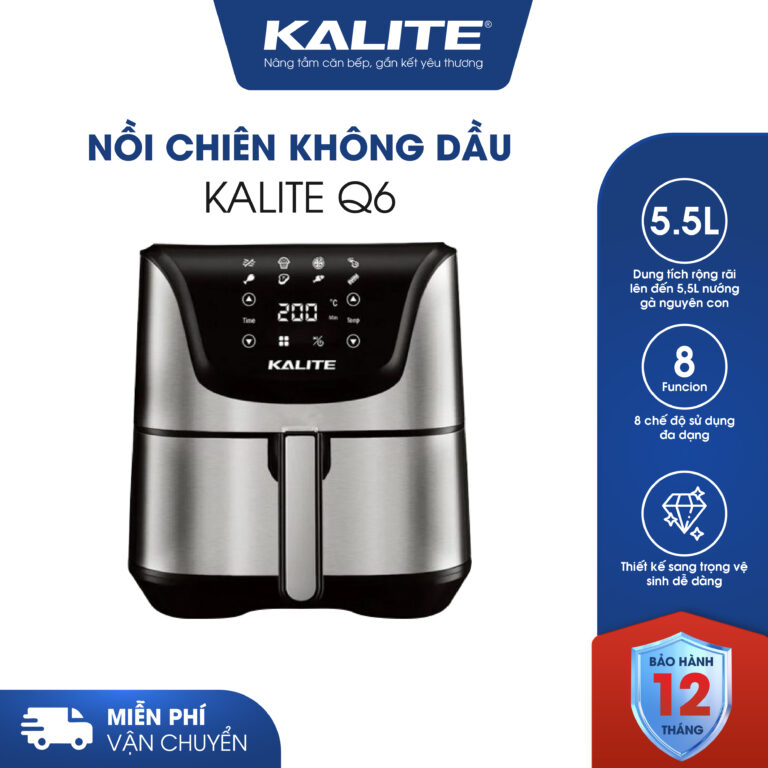 KALITE®
Nâng tầm căn bếp, gắn kết yêu thương
NỒI CHIÊN KHÔNG DẦU
KALITE Q6
200
°C
Min
Time
Temp
KALITE
5.5L
Dung tích rộng rãi
lên đến 5,5L nướng
gà nguyên con
8
Funcion
8 chế độ sử dụng
đa dạng
Thiết kế sang trọng vệ
sinh dễ dàng
BẢO HÀNH
12
THÁNG
MIỄN PHÍ
VẬN CHUYỂN